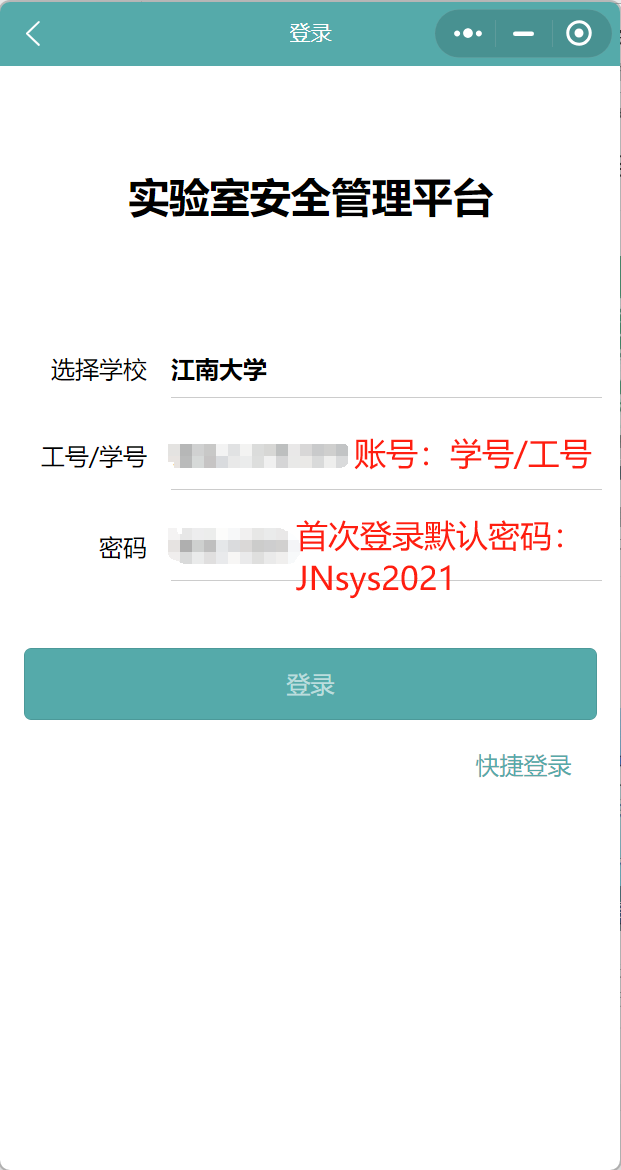 登录
实验室安全管理平台
选择学校 江南大学
工号/学号 账号：学号/工号
密码 首次登录默认密码：
JNsys2021
登录
快捷登录